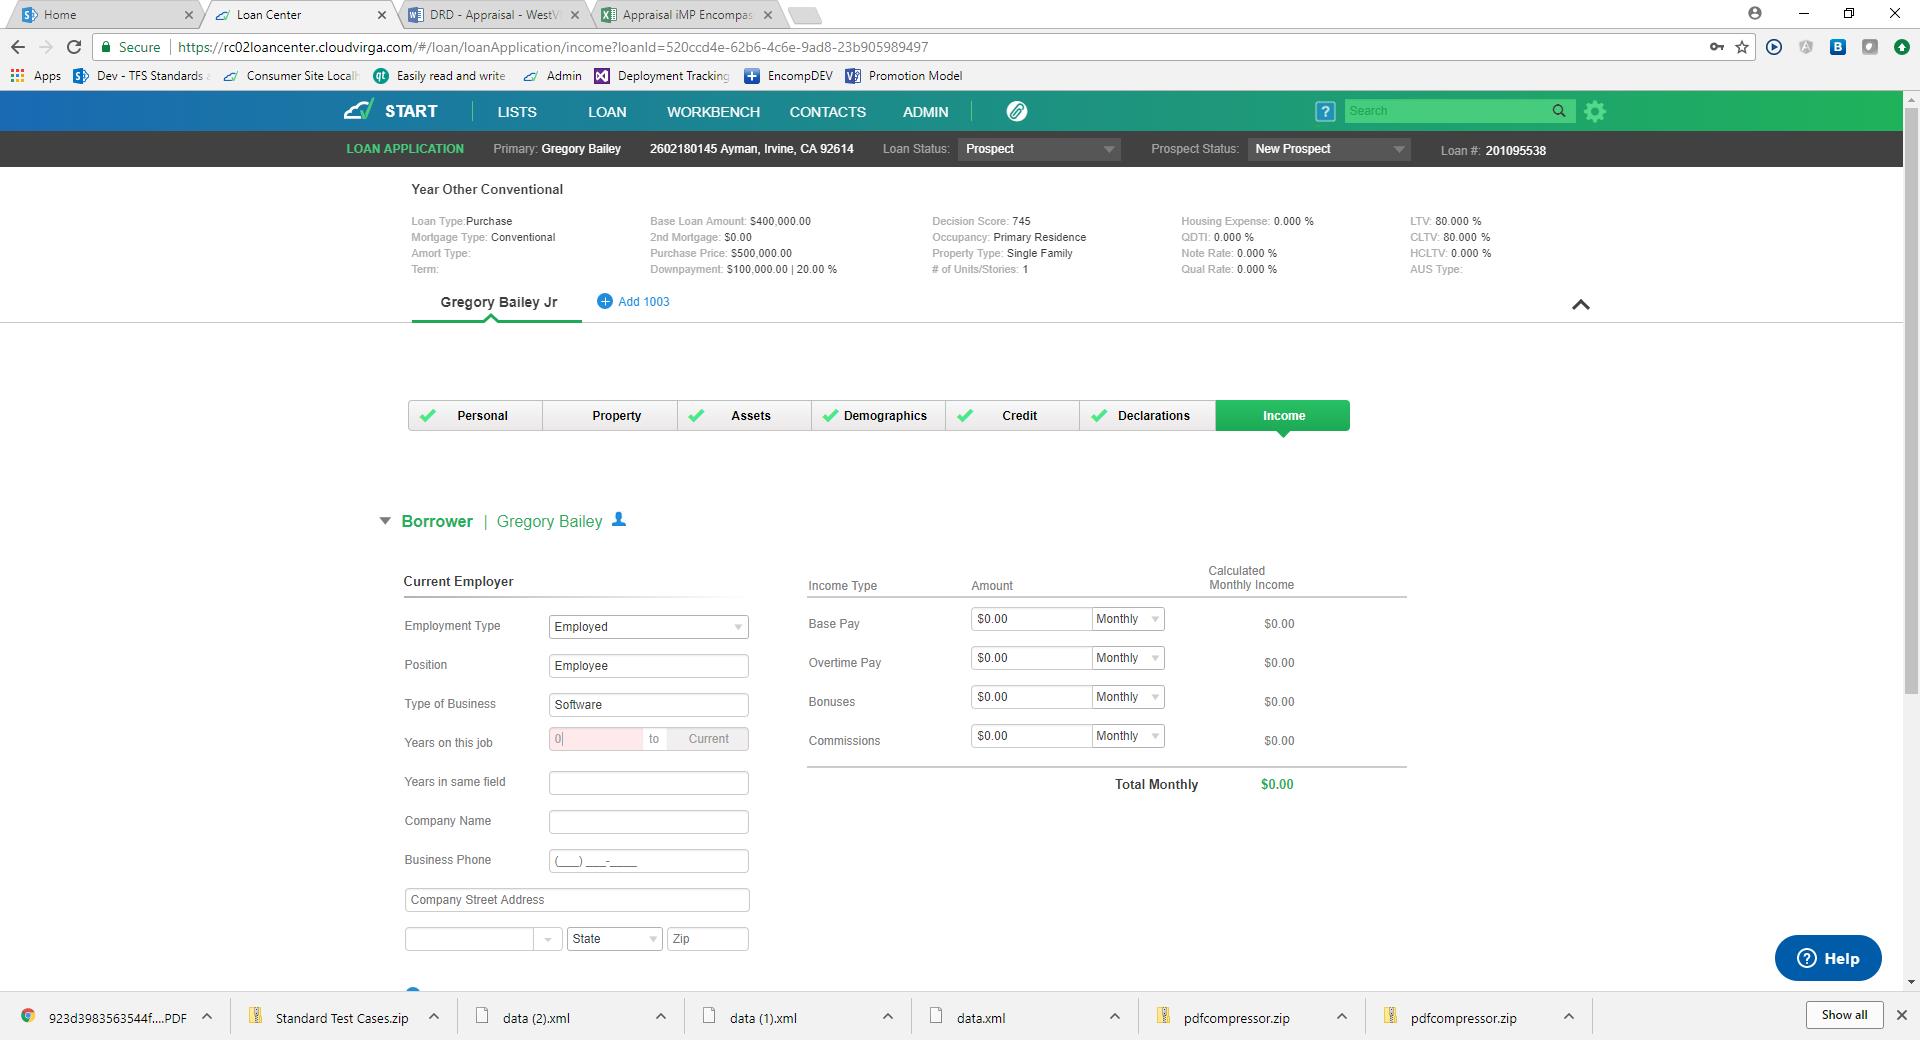 Home
Loan Center
DRD - Appraisal - WestV
Appraisal iMP Encompas
Secure
https://rc02loancenter.cloudvirga.com/#/loan/loanApplication/income?loanId=520ccd4e-62b6-4c6e-9ad8-23b905989497
Apps
Dev - TFS Standards
Consumer Site Local
Easily read and write
Admin
Deployment Tracking
EncompDEV
Promotion Model
START
LISTS
LOAN
WORKBENCH
CONTACTS
ADMIN
?
Search
LOAN APPLICATION
Primary: Gregory Bailey
2602180145 Ayman, Irvine, CA 92614
Loan Status: Prospect
Prospect Status: New Prospect
Loan #: 201095538
Year Other Conventional
Loan Type:Purchase
Mortgage Type: Conventional
Amort Type:
Term:
Base Loan Amount: $400,000.00
2nd Mortgage: $0.00
Purchase Price: $500,000.00
Downpayment: $100,000.00 | 20.00 %
Decision Score: 745
Occupancy: Primary Residence
Property Type: Single Family
# of Units/Stories: 1
Housing Expense: 0.000 %
QDTI: 0.000 %
Note Rate: 0.000 %
Qual Rate: 0.000 %
LTV: 80.000 %
CLTV: 80.000 %
HCLTV: 0.000 %
AUS Type:
Gregory Bailey Jr
Add 1003
Personal
Property
Assets
Demographics
Credit
Declarations
Income
Borrower | Gregory Bailey
Current Employer
Employment Type Employed
Position Employee
Type of Business Software
Years on this job 0 to Current
Years in same field
Company Name
Business Phone (___) ___-____
Company Street Address
State Zip
Income Type Amount Calculated
Monthly Income
Base Pay $0.00 Monthly $0.00
Overtime Pay $0.00 Monthly $0.00
Bonuses $0.00 Monthly $0.00
Commissions $0.00 Monthly $0.00
Total Monthly $0.00
? Help
923d3983563544f....PDF
Standard Test Cases.zip
data (2).xml
data (1).xml
data.xml
pdfcompressor.zip
pdfcompressor.zip
Show all